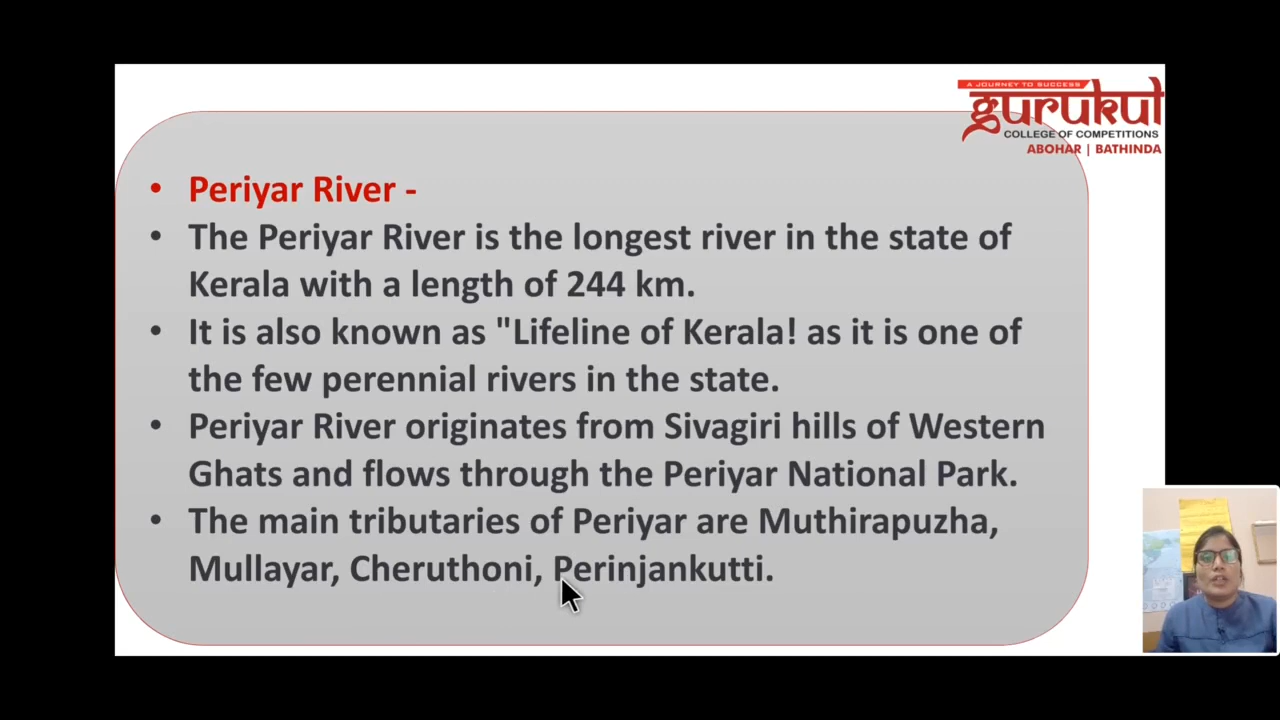 A JOURNEY TO SUCCESS
gurukul
COLLEGE OF COMPETITIONS
ABOHAR | BATHINDA
• Periyar River -
• The Periyar River is the longest river in the state of
Kerala with a length of 244 km.
• It is also known as "Lifeline of Kerala! as it is one of
the few perennial rivers in the state.
• Periyar River originates from Sivagiri hills of Western
Ghats and flows through the Periyar National Park.
• The main tributaries of Periyar are Muthirapuzha,
Mullayar, Cheruthoni, Perinjankutti.